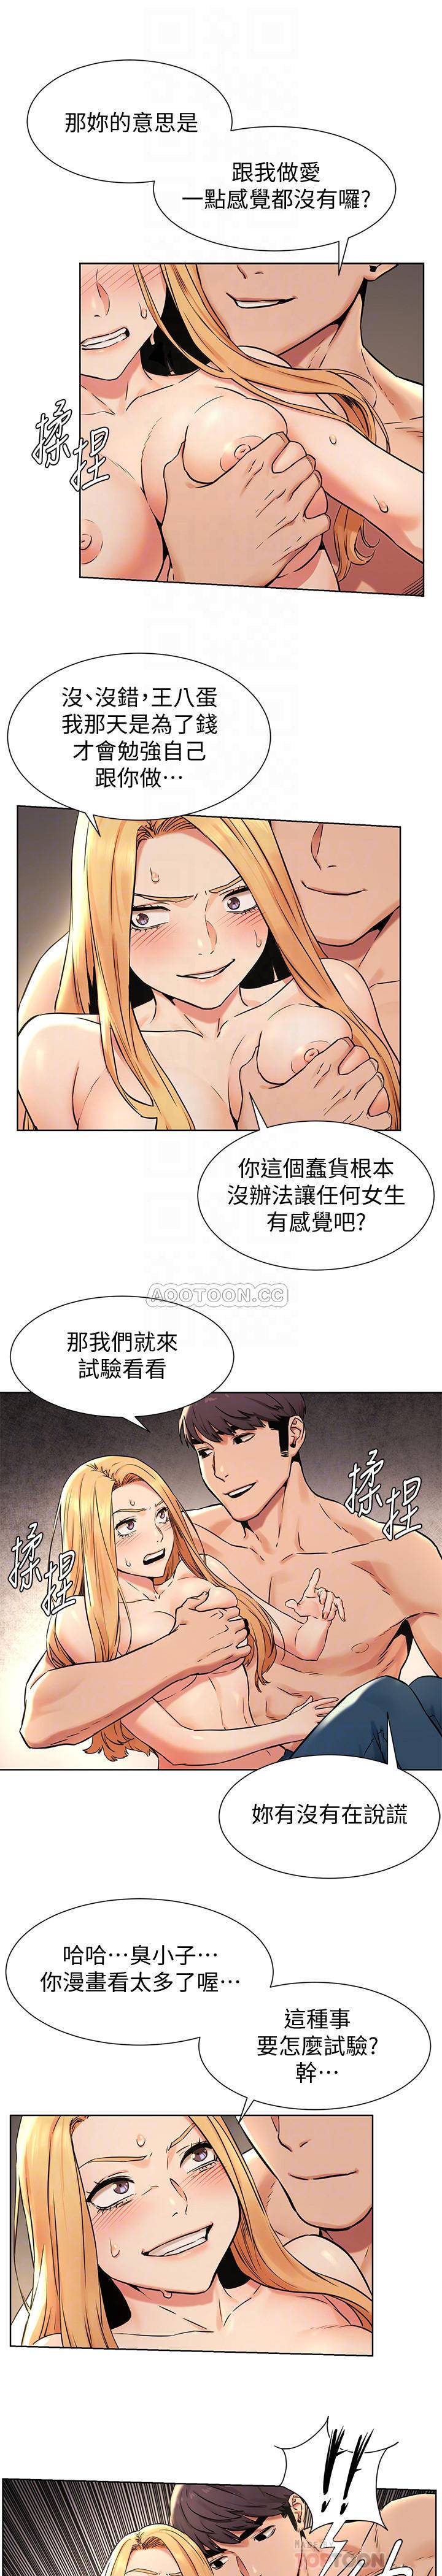 那妳的意思是
跟我做愛
一點感覺都沒有囉?
揉
捏
沒、沒錯，王八蛋
我那天是為了錢
才會勉強自己
跟你做…
你這個蠢貨根本
沒辦法讓任何女生
有感覺吧?
AOOTOON.CC
那我們就來
試驗看看
揉
捏
揉
捏
妳有沒有在說謊
哈哈…臭小子…
你漫畫看太多了喔…
這種事
要怎麼試驗?
幹…